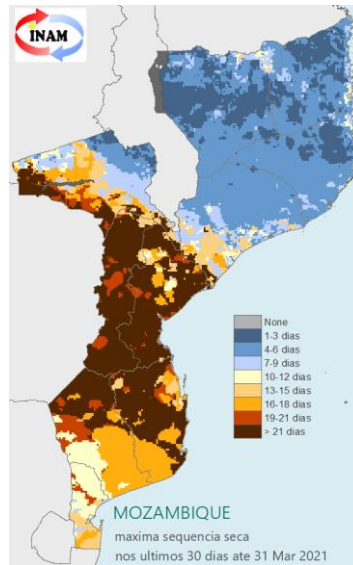 INAM
None
1-3 dias
4-6 dias
7-9 dias
10-12 dias
13-15 dias
16-18 dias
19-21 dias
> 21 dias
MOZAMBIQUE
maxima sequencia seca
nos ultimos 30 dias ate 31 Mar 2021